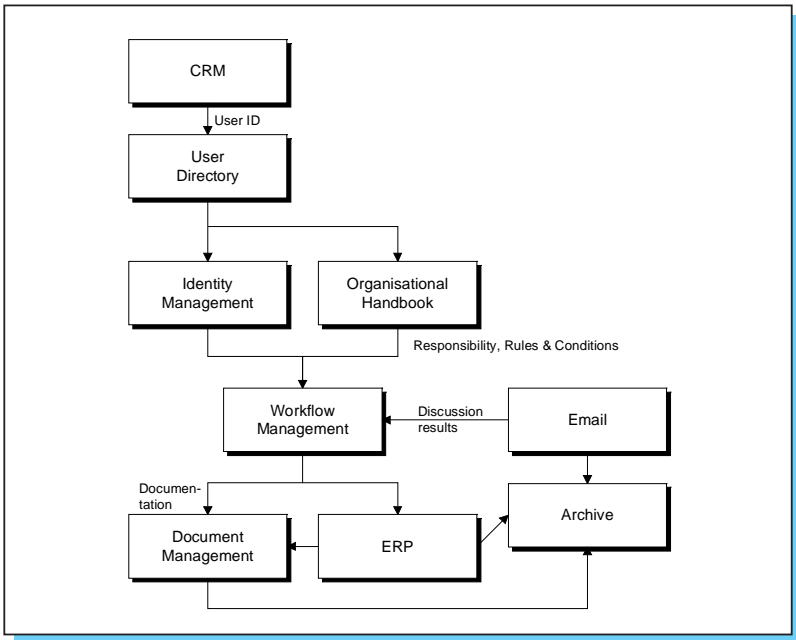 CRM
User ID
User
Directory
Identity
Management
Organisational
Handbook
Responsibility, Rules & Conditions
Workflow
Management
Discussion
results
Email
Documen-
tation
Document
Management
ERP
Archive